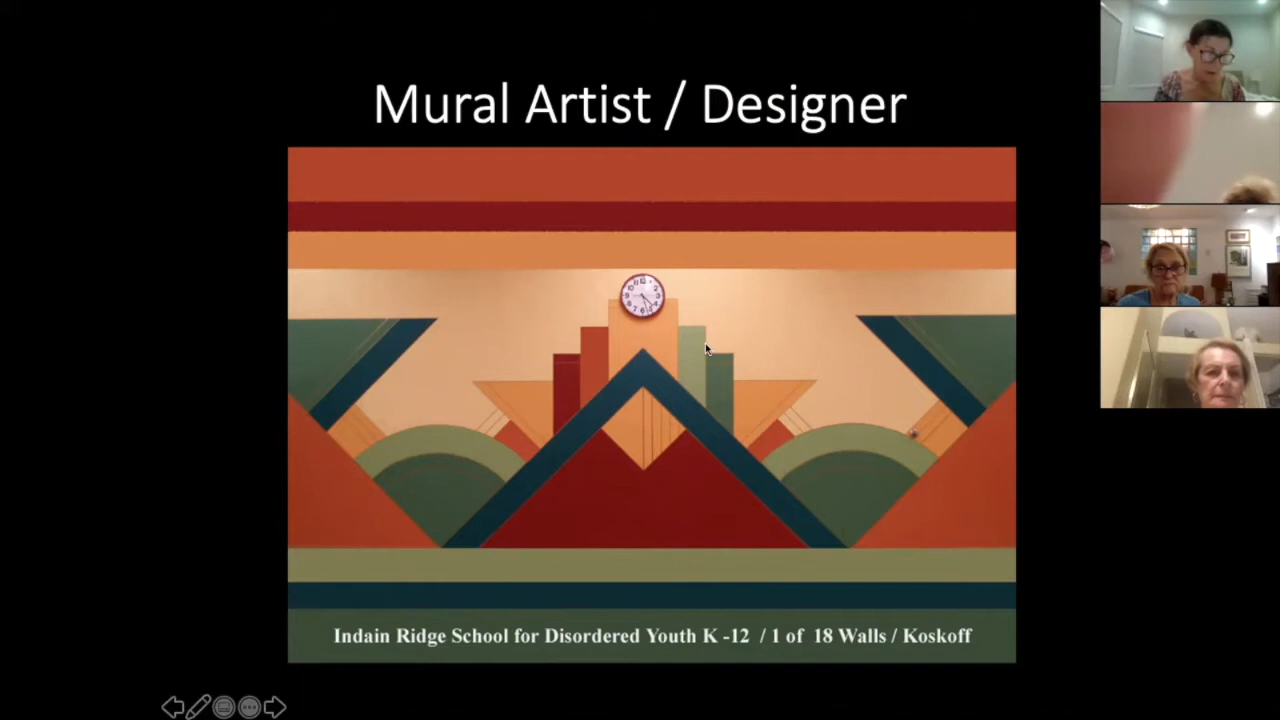 Mural Artist / Designer
Indain Ridge School for Disordered Youth K -12 / 1 of 18 Walls / Koskoff